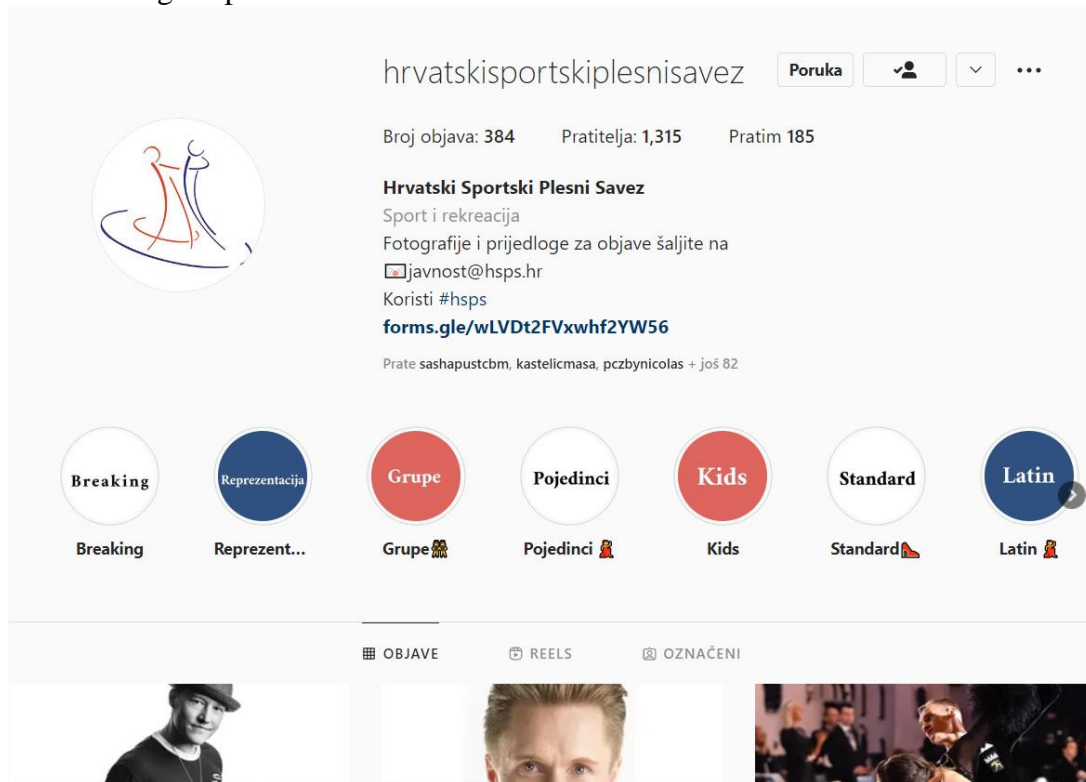 hrvatskisportskiplesnisavez Poruka
Broj objava: 384 Pratitelja: 1,315 Pratim 185
Hrvatski Sportski Plesni Savez
Sport i rekreacija
Fotografije i prijedloge za objave šaljite na
javnost@hsps.hr
Koristi #hsps
forms.gle/wLVDt2FVxwhf2YW56
Prate sashapustcbm, kastelicmasa, pczbynicolas + još 82
Breaking Reprezentacija Grupe Pojedinci Kids Standard Latin
Breaking Reprezent... Grupe Pojedinci Kids Standard Latin
OBJAVE REELS OZNAČENI